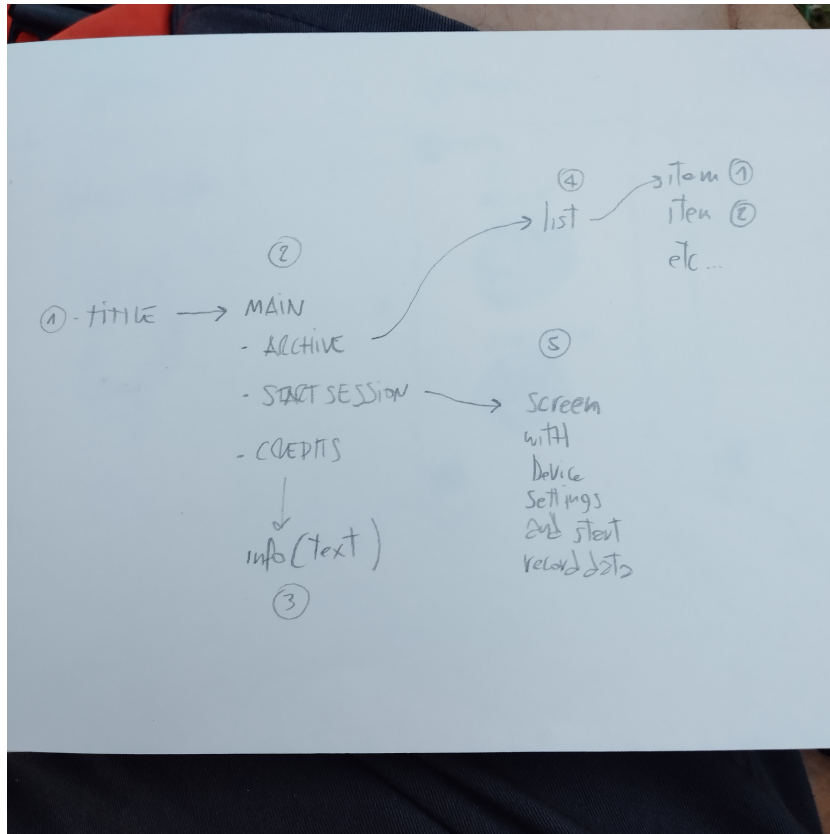 ① - TITLE → MAIN
②
- ARCHIVE
- START SESSION
- CREDITS
info (text)
③
④
list
item ①
item ②
etc...
⑤
screen
with
Device
settings
and start
record data